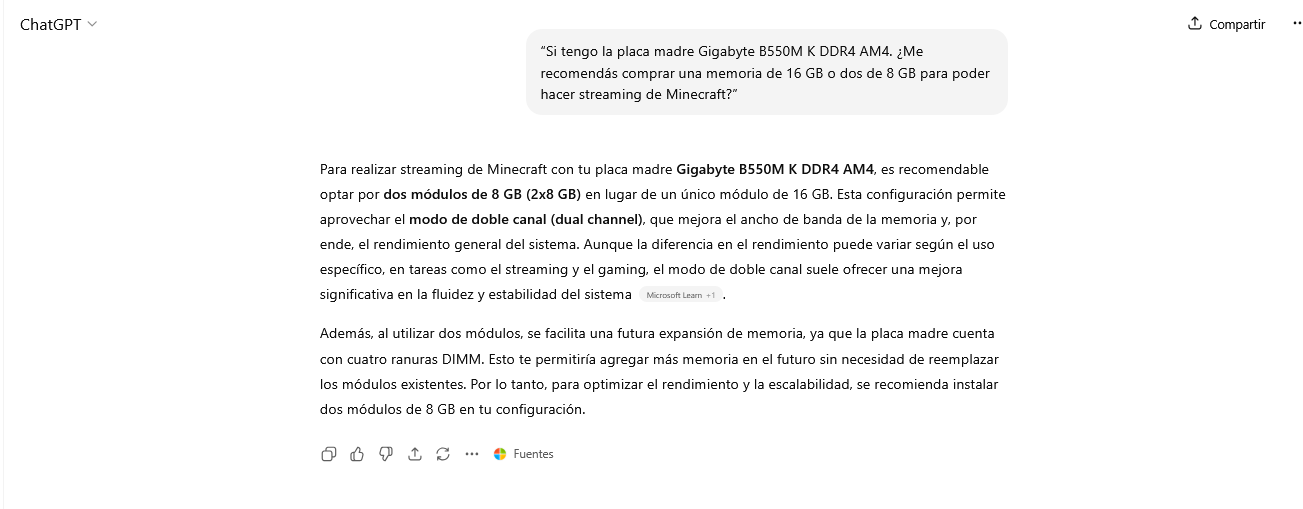 ChatGPT
Compartir
“Si tengo la placa madre Gigabyte B550M K DDR4 AM4. ¿Me
recomendás comprar una memoria de 16 GB o dos de 8 GB para poder
hacer streaming de Minecraft?”
Para realizar streaming de Minecraft con tu placa madre Gigabyte B550M K DDR4 AM4, es recomendable
optar por dos módulos de 8 GB (2x8 GB) en lugar de un único módulo de 16 GB. Esta configuración permite
aprovechar el modo de doble canal (dual channel), que mejora el ancho de banda de la memoria y, por
ende, el rendimiento general del sistema. Aunque la diferencia en el rendimiento puede variar según el uso
específico, en tareas como el streaming y el gaming, el modo de doble canal suele ofrecer una mejora
significativa en la fluidez y estabilidad del sistema Microsoft Learn +1 .
Además, al utilizar dos módulos, se facilita una futura expansión de memoria, ya que la placa madre cuenta
con cuatro ranuras DIMM. Esto te permitiría agregar más memoria en el futuro sin necesidad de reemplazar
los módulos existentes. Por lo tanto, para optimizar el rendimiento y la escalabilidad, se recomienda instalar
dos módulos de 8 GB en tu configuración.
Fuentes